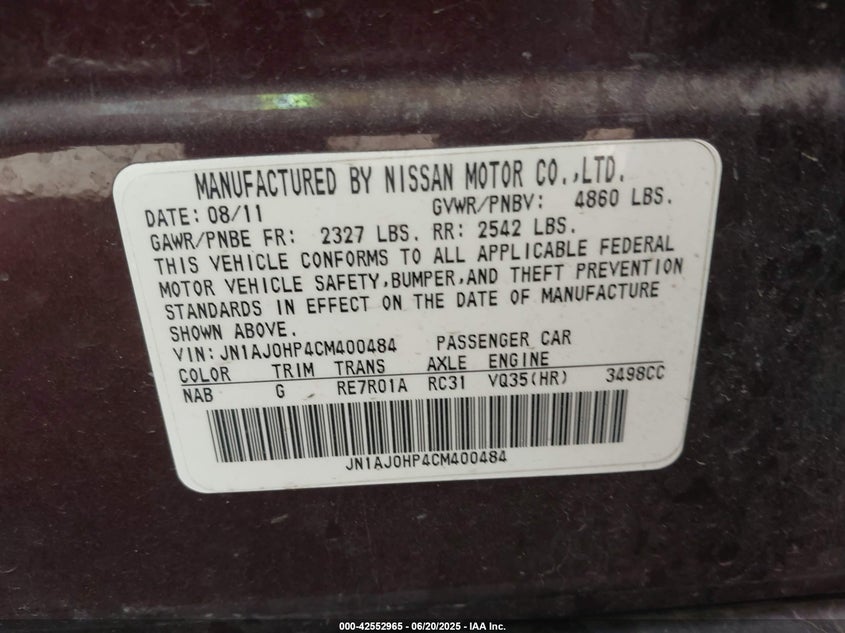 MANUFACTURED BY NISSAN MOTOR CO.,LTD.
DATE: 08/11 GVWR/PNBV: 4860 LBS.
GAWR/PNBE FR: 2327 LBS. RR: 2542 LBS.
THIS VEHICLE CONFORMS TO ALL APPLICABLE FEDERAL
MOTOR VEHICLE SAFETY,BUMPER,AND THEFT PREVENTION
STANDARDS IN EFFECT ON THE DATE OF MANUFACTURE
SHOWN ABOVE.
VIN: JN1AJ0HP4CM400484 PASSENGER CAR
COLOR TRIM TRANS AXLE ENGINE
NAB G RE7R01A RC31 VQ35(HR) 3498CC
JN1AJ0HP4CM400484
000-42552965 - 06/20/2025 - IAA Inc.